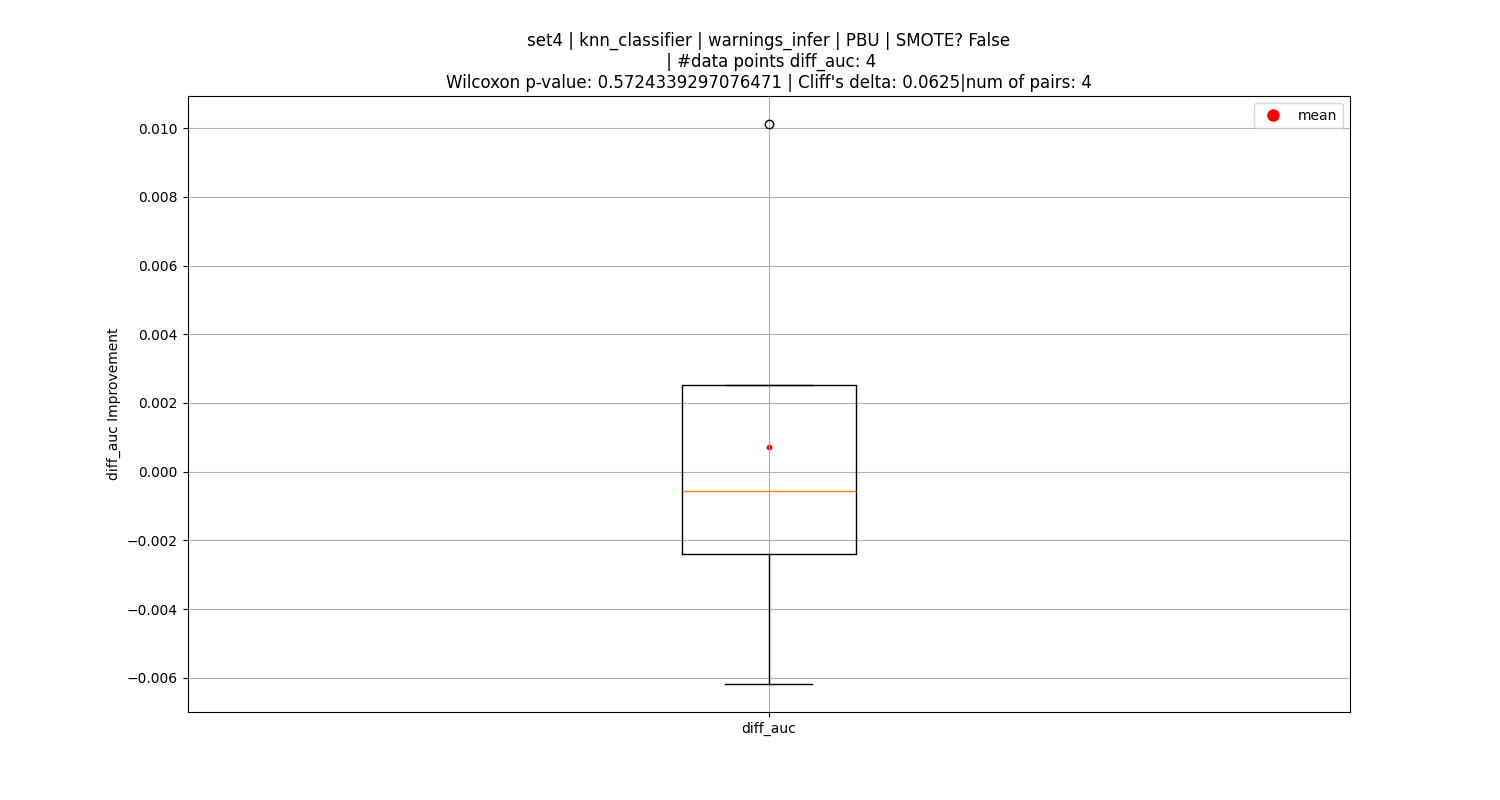 set4 | knn_classifier | warnings_infer | PBU | SMOTE? False
| #data points diff_auc: 4
Wilcoxon p-value: 0.5724339297076471 | Cliff's delta: 0.0625|num of pairs: 4
mean
0.010
0.008
0.006
0.004
0.002
0.000
−0.002
−0.004
−0.006
diff_auc Improvement
diff_auc